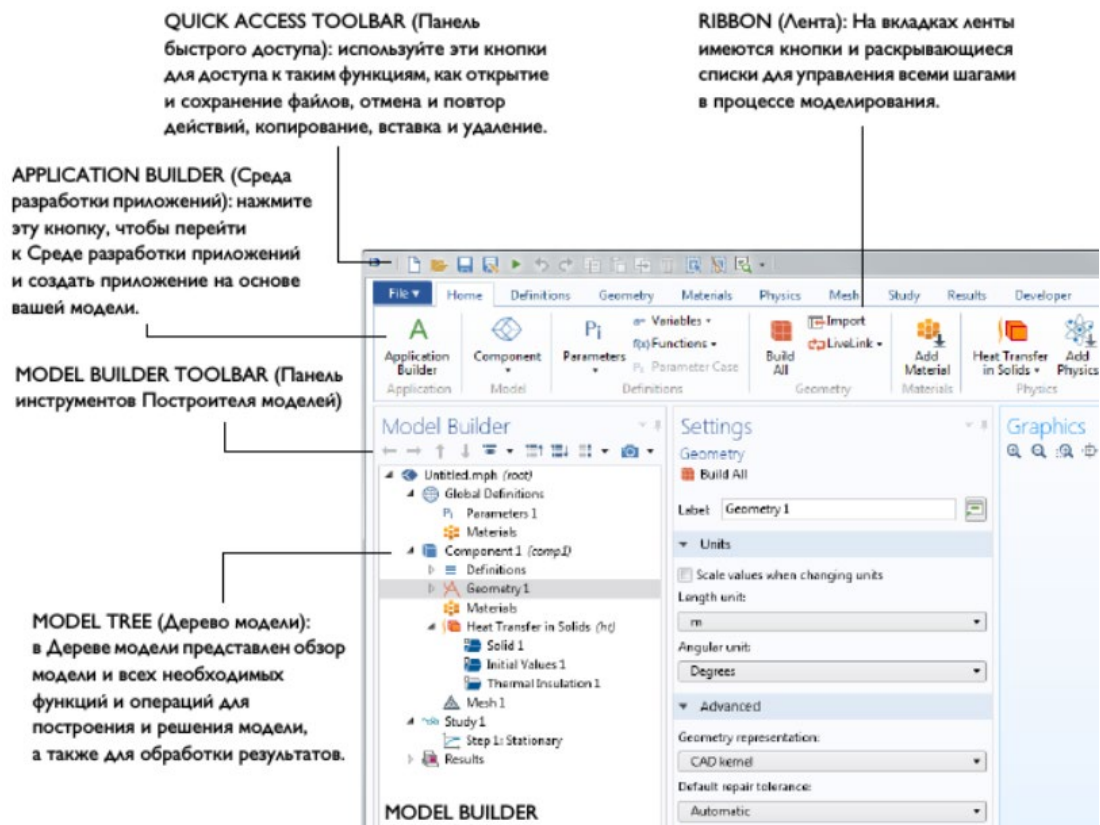 QUICK ACCESS TOOLBAR (Панель
быстрого доступа): используйте эти кнопки
для доступа к таким функциям, как открытие
и сохранение файлов, отмена и повтор
действий, копирование, вставка и удаление.
RIBBON (Лента): На вкладках ленты
имеются кнопки и раскрывающиеся
списки для управления всеми шагами
в процессе моделирования.
APPLICATION BUILDER (Среда
разработки приложений): нажмите
эту кнопку, чтобы перейти
к Среде разработки приложений
и создать приложение на основе
вашей модели.
MODEL BUILDER TOOLBAR (Панель
инструментов Построителя моделей)
MODEL TREE (Дерево модели):
в Дереве модели представлен обзор
модели и всех необходимых
функций и операций для
построения и решения модели,
а также для обработки результатов.
File Home Definitions Geometry Materials Physics Mesh Study Results Developer
A
Application
Builder
Application
Component
Model
Pi
Parameters
a= Variables
f(x) Functions
Pi Parameter Case
Definitions
Build
All
Import
LiveLink
Geometry
Add
Material
Materials
Heat Transfer
in Solids
Add
Physics
Physics
Model Builder
Untitled.mph (root)
Global Definitions
Pi Parameters 1
Materials
Component 1 (comp1)
Definitions
Geometry 1
Materials
Heat Transfer in Solids (ht)
Solid 1
Initial Values 1
Thermal Insulation 1
Mesh 1
Study 1
Step 1: Stationary
Results
MODEL BUILDER
Settings
Geometry
Build All
Label: Geometry 1
Units
Scale values when changing units
Length unit:
m
Angular unit:
Degrees
Advanced
Geometry representation:
CAD kernel
Default repair tolerance:
Automatic
Graphics